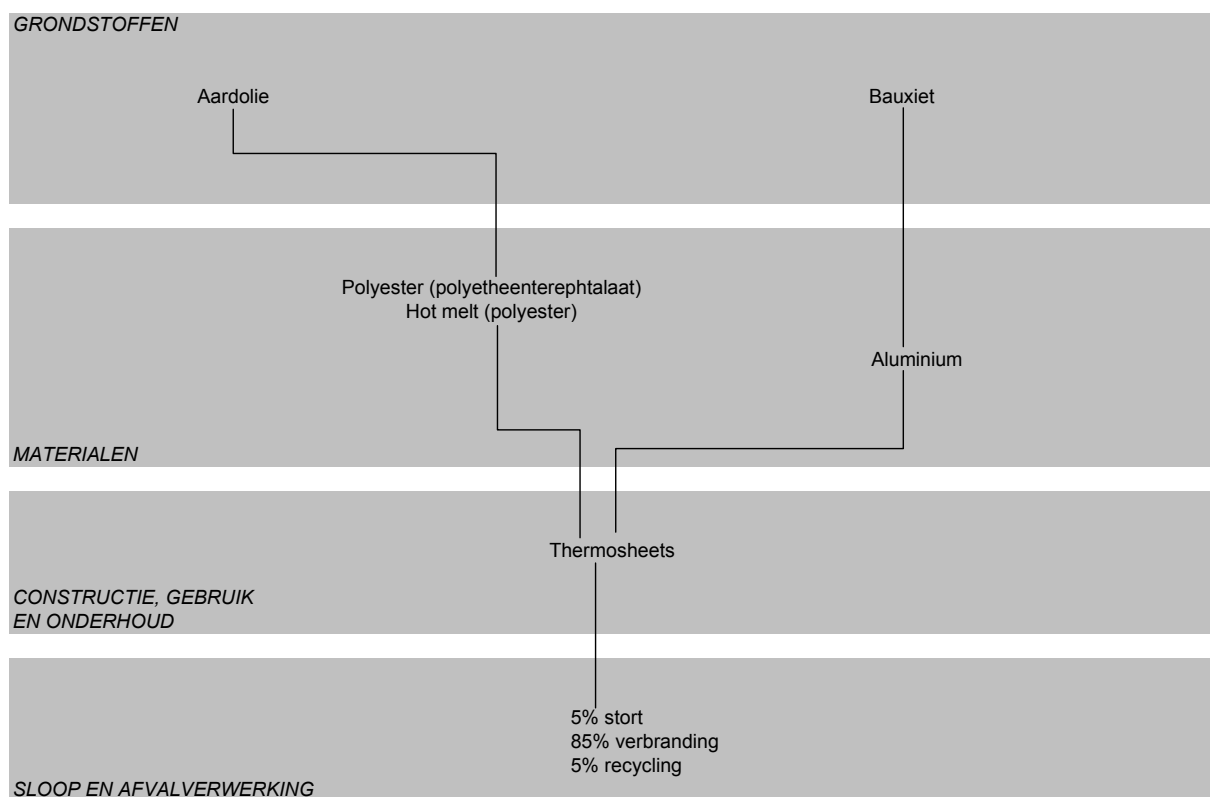 GRONDSTOFFEN
Aardolie
Bauxiet
Polyester (polyetheenterephtalaat)
Hot melt (polyester)
Aluminium
MATERIALEN
Thermosheets
CONSTRUCTIE, GEBRUIK
EN ONDERHOUD
5% stort
85% verbranding
5% recycling
SLOOP EN AFVALVERWERKING